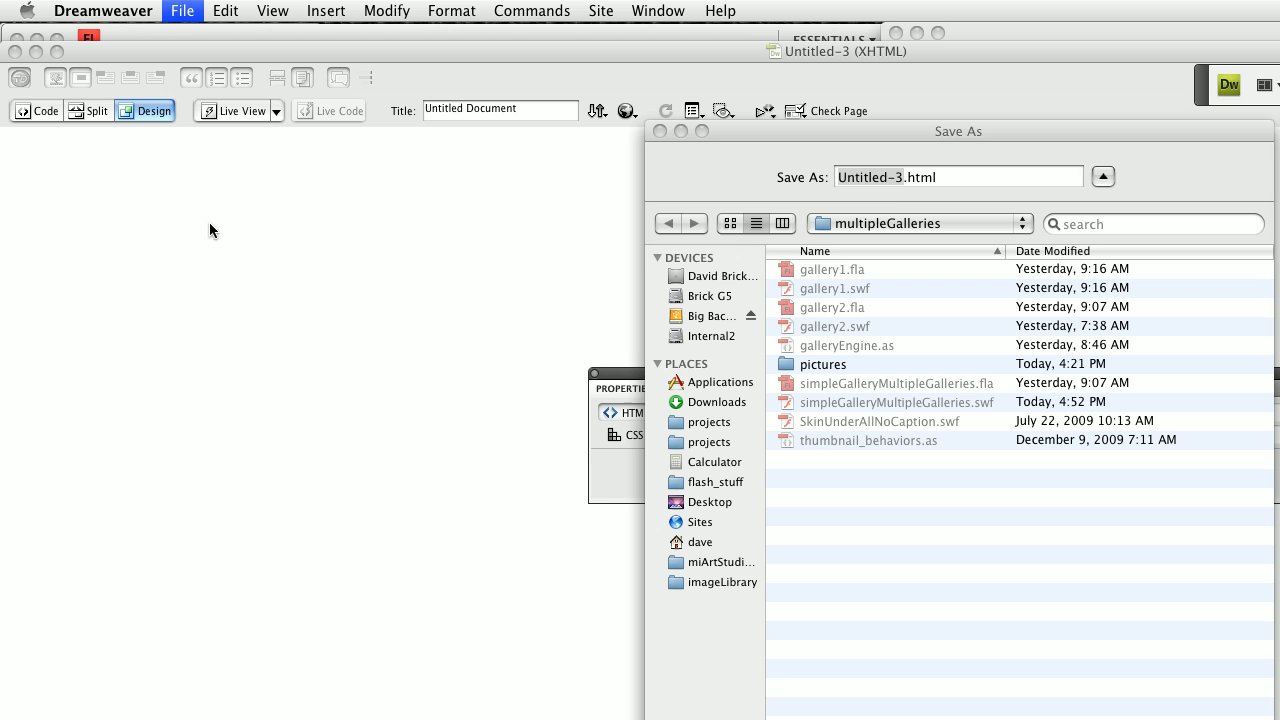 Dreamweaver File Edit View Insert Modify Format Commands Site Window Help
ESSENTIALS
Untitled-3 (XHTML)
Dw
Code Split Design Live View Live Code Title: Untitled Document Check Page
Save As
Save As: Untitled-3.html
multipleGalleries search
Name Date Modified
DEVICES
David Brick...
Brick G5
Big Bac...
Internal2
PLACES
Applications
Downloads
projects
projects
Calculator
flash_stuff
Desktop
Sites
dave
miArtStudi...
imageLibrary
gallery1.fla Yesterday, 9:16 AM
gallery1.swf Yesterday, 9:16 AM
gallery2.fla Yesterday, 9:07 AM
gallery2.swf Yesterday, 7:38 AM
galleryEngine.as Yesterday, 8:46 AM
pictures Today, 4:21 PM
simpleGalleryMultipleGalleries.fla Yesterday, 9:07 AM
simpleGalleryMultipleGalleries.swf Today, 4:52 PM
SkinUnderAllNoCaption.swf July 22, 2009 10:13 AM
thumbnail_behaviors.as December 9, 2009 7:11 AM
PROPERTIE
HTM
CSS